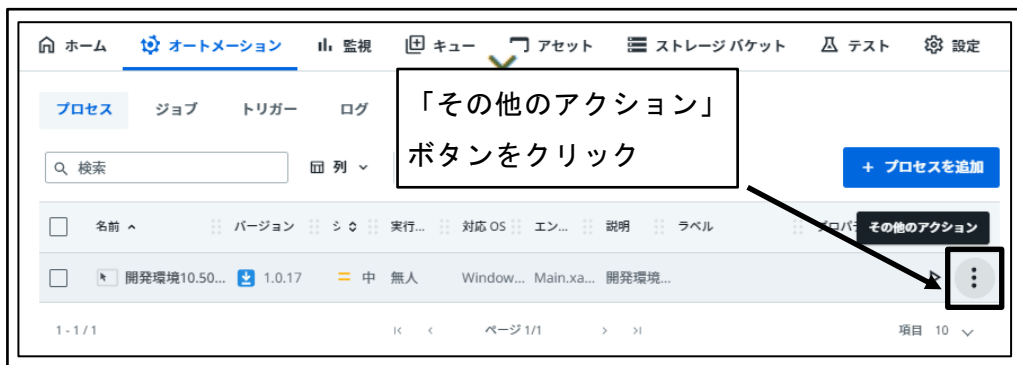 ホーム オートメーション 監視 キュー アセット ストレージ バケット テスト 設定
プロセス ジョブ トリガー ログ
「その他のアクション」
ボタンをクリック
検索 列
+ プロセスを追加
名前 バージョン 実行... 対応 OS エン... 説明 ラベル
その他のアクション
開発環境10.50... 1.0.17 中 無人 Window... Main.xa... 開発環境...
1 - 1 / 1 ページ 1/1 項目 10